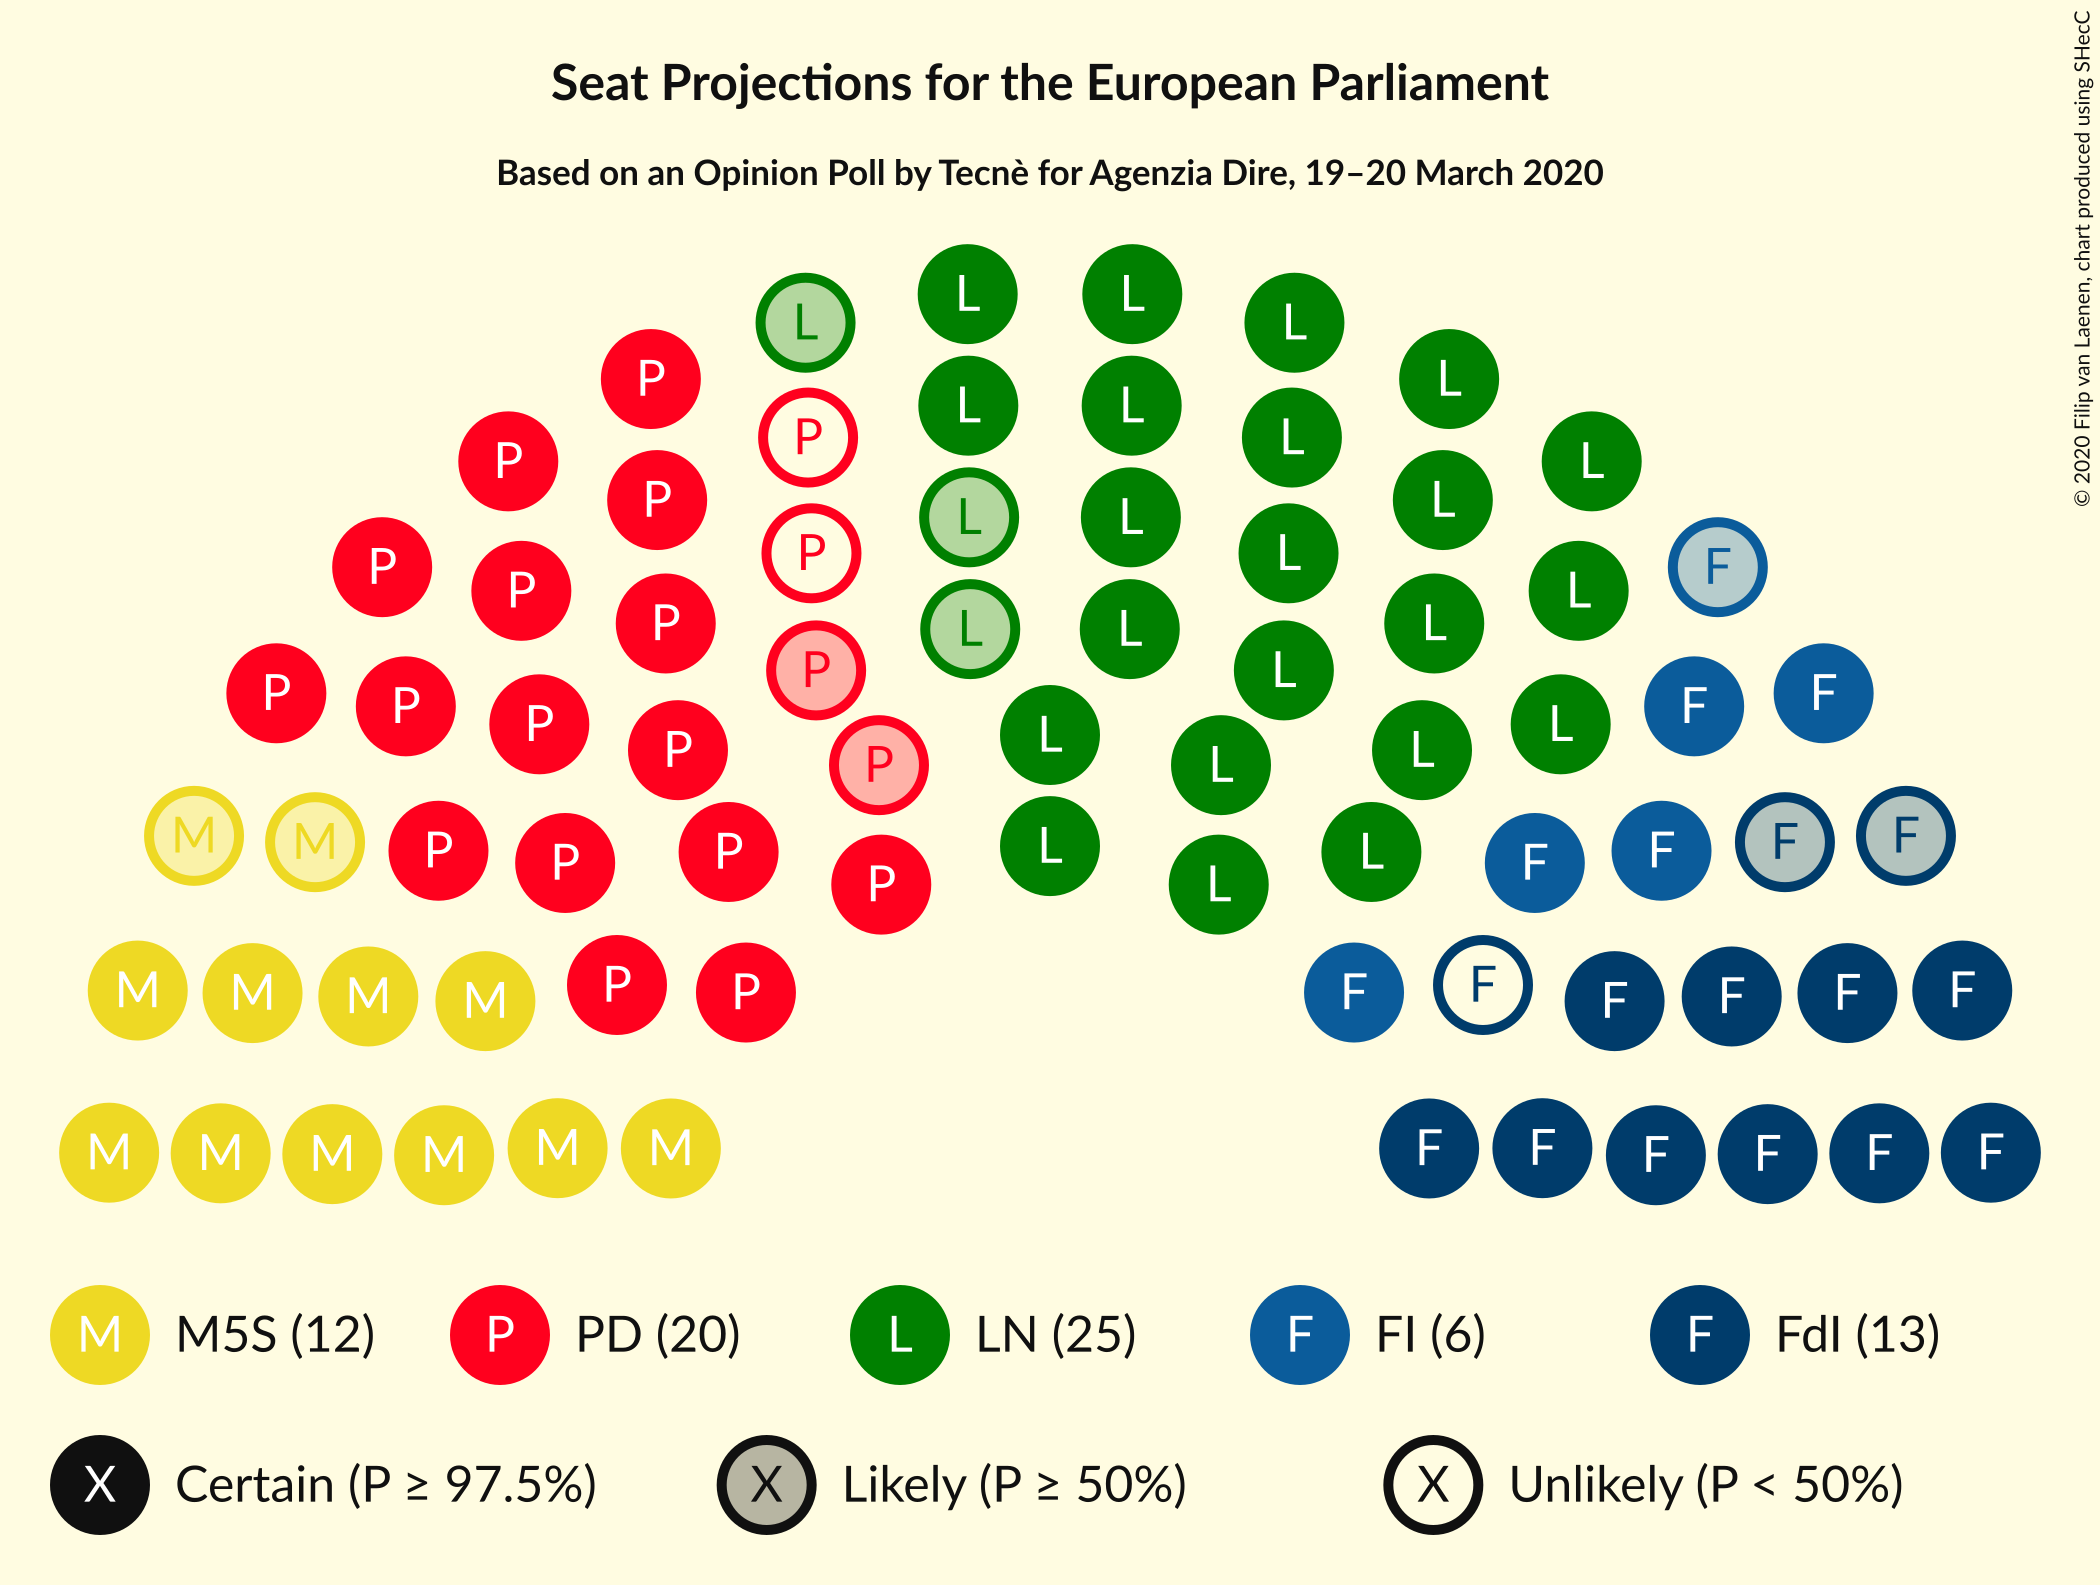 Seat Projections for the European Parliament
Based on an Opinion Poll by Tecnè for Agenzia Dire, 19–20 March 2020
© 2020 Filip van Laenen, chart produced using SHecC
L L L L
P L
P L L L P
P L
P L
P L
L L P L
P F
P L
P L
L L P L
P F
P F
P L
P L
L L P L
M F
M F
P F
P F
P L
P L
M F
M F
M F
M F
P F
P F
M M M M M M F F F F F F
M M5S (12) P PD (20) L LN (25) F FI (6) F FdI (13)
X Certain (P ≥ 97.5%) X Likely (P ≥ 50%) X Unlikely (P < 50%)